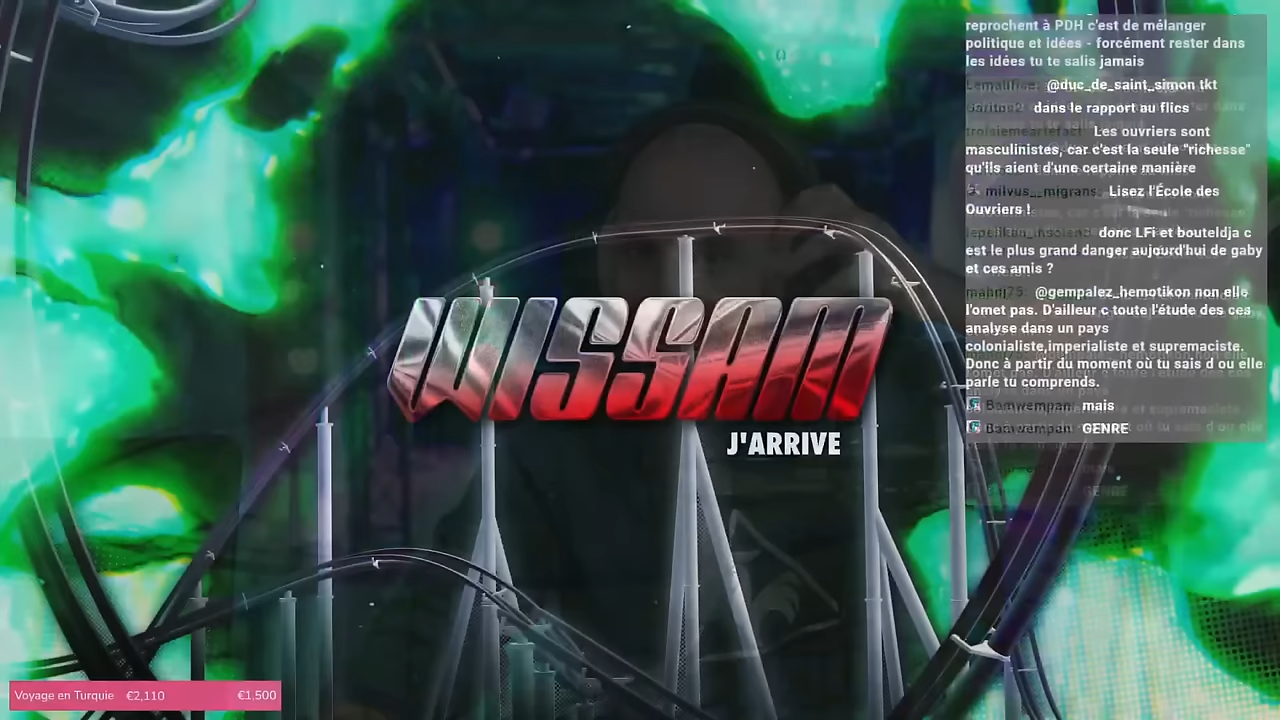 reprochent à PDH c'est de mélanger
politique et idées - forcément rester dans
les idées tu te salis jamais
@duc_de_saint_simon tkt
dans le rapport au flics
troisiemeartefact Les ouvriers sont
masculinistes, car c'est la seule "richesse"
qu'ils aient d'une certaine manière
milvus__migrans_ Lisez l'École des
Ouvriers !
donc LFi et bouteldja c
est le plus grand danger aujourd'hui de gaby
et ces amis ?
@gempalez_hemotikon non elle
l'omet pas. D'ailleur c toute l'étude des cea
analyse dans un pays
colonialiste,imperialiste et supremaciste.
Donc à partir du moment où tu sais d ou elle
parle tu comprends.
Bamwempan mais
Bamwempan GENRE
WISSAM
J'ARRIVE
Voyage en Turquie €2,110 €1,500